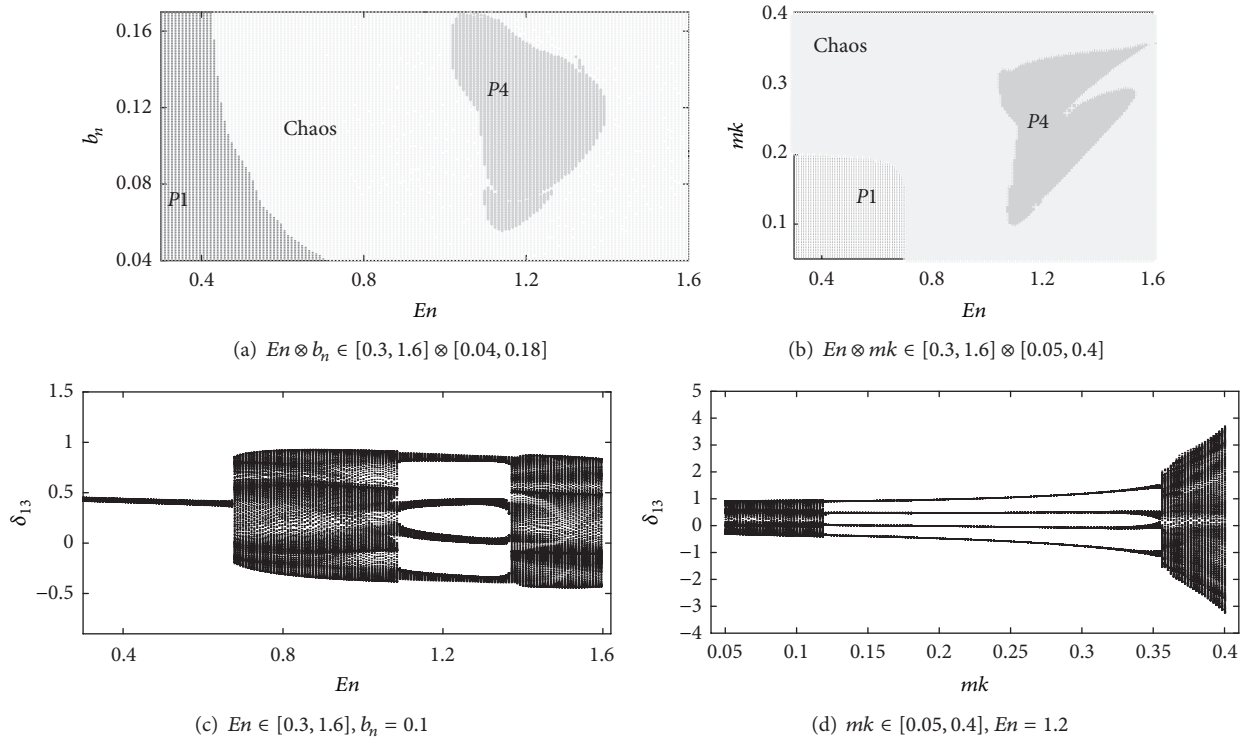 0.16
0.12
0.08
0.04
b_n
P1
Chaos
P4
0.4 0.8 1.2 1.6
En
(a) En ⊗ b_n ∈ [0.3, 1.6] ⊗ [0.04, 0.18]
0.4
0.3
0.2
0.1
mk
Chaos
P4
P1
0.4 0.8 1.2 1.6
En
(b) En ⊗ mk ∈ [0.3, 1.6] ⊗ [0.05, 0.4]
1.5
1
0.5
0
−0.5
δ_13
0.4 0.8 1.2 1.6
En
(c) En ∈ [0.3, 1.6], b_n = 0.1
5
4
3
2
1
0
−1
−2
−3
−4
δ_13
0.05 0.1 0.15 0.2 0.25 0.3 0.35 0.4
mk
(d) mk ∈ [0.05, 0.4], En = 1.2